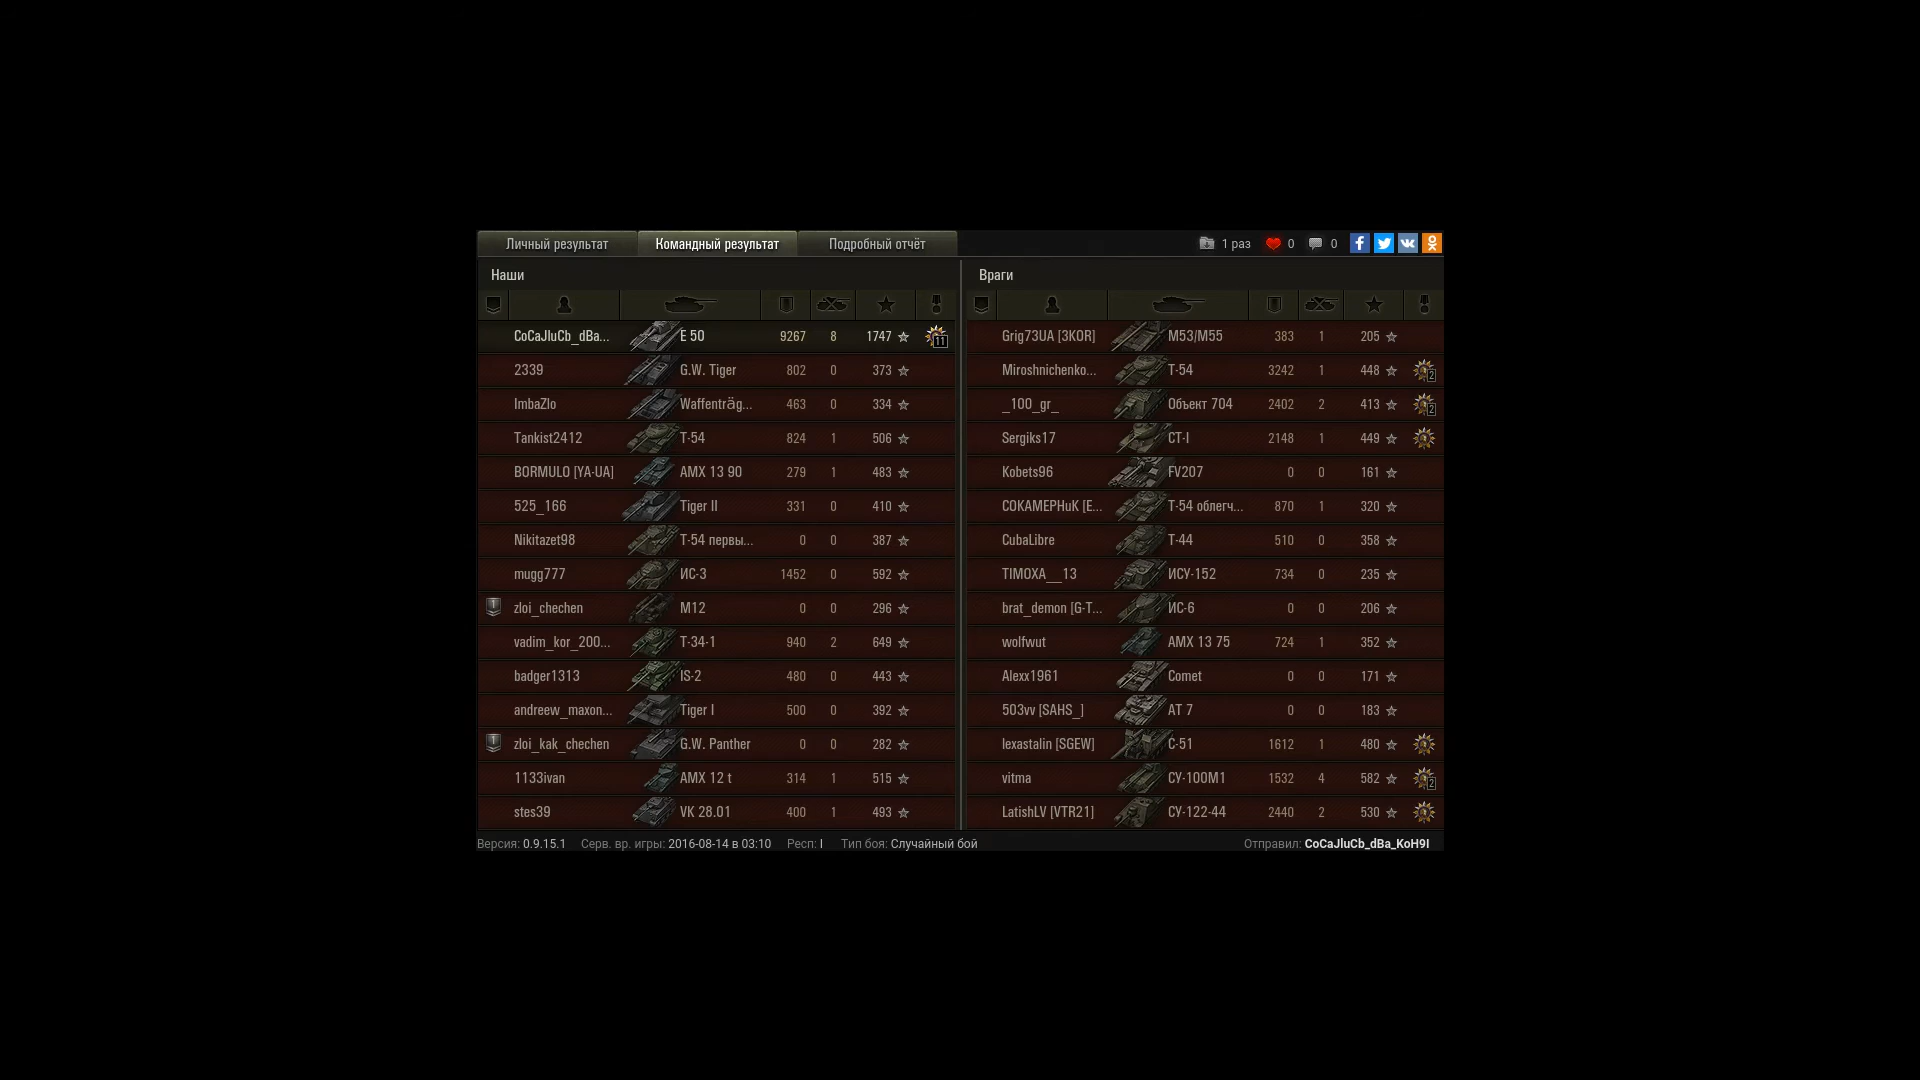 Личный результат Командный результат Подробный отчёт 1 раз 0 0
Наши Враги
CoCaJluCb_dBa... E 50 9267 8 1747 11 Grig73UA [3KOR] M53/M55 383 1 205
2339 G.W. Tiger 802 0 373 Miroshnichenko... Т-54 3242 1 448 2
ImbaZlo Waffenträg... 463 0 334 _100_gr_ Объект 704 2402 2 413 2
Tankist2412 Т-54 824 1 506 Sergiks17 СТ-I 2148 1 449
BORMULO [YA-UA] AMX 13 90 279 1 483 Kobets96 FV207 0 0 161
525_166 Tiger II 331 0 410 COKAMEPHuK [E... Т-54 облегч... 870 1 320
Nikitazet98 Т-54 первы... 0 0 387 CubaLibre Т-44 510 0 358
mugg777 ИС-3 1452 0 592 TIMOXA__13 ИСУ-152 734 0 235
zloi_chechen M12 0 0 296 brat_demon [G-T... ИС-6 0 0 206
vadim_kor_200... T-34-1 940 2 649 wolfwut AMX 13 75 724 1 352
badger1313 IS-2 480 0 443 Alexx1961 Comet 0 0 171
andreew_maxon... Tiger I 500 0 392 503vv [SAHS_] AT 7 0 0 183
zloi_kak_chechen G.W. Panther 0 0 282 lexastalin [SGEW] С-51 1612 1 480
1133ivan AMX 12 t 314 1 515 vitma СУ-100М1 1532 4 582 2
stes39 VK 28.01 400 1 493 LatishLV [VTR21] СУ-122-44 2440 2 530
Версия: 0.9.15.1 Серв. вр. игры: 2016-08-14 в 03:10 Респ: I Тип боя: Случайный бой Отправил: CoCaJluCb_dBa_KoH9I